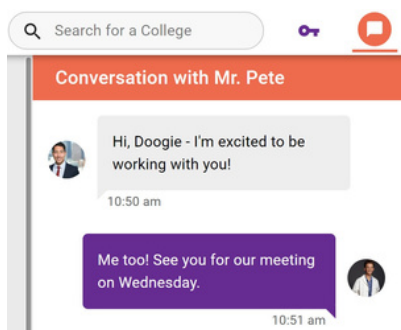 Search for a College
Conversation with Mr. Pete
Hi, Doogie - I'm excited to be
working with you!
10:50 am
Me too! See you for our meeting
on Wednesday.
10:51 am